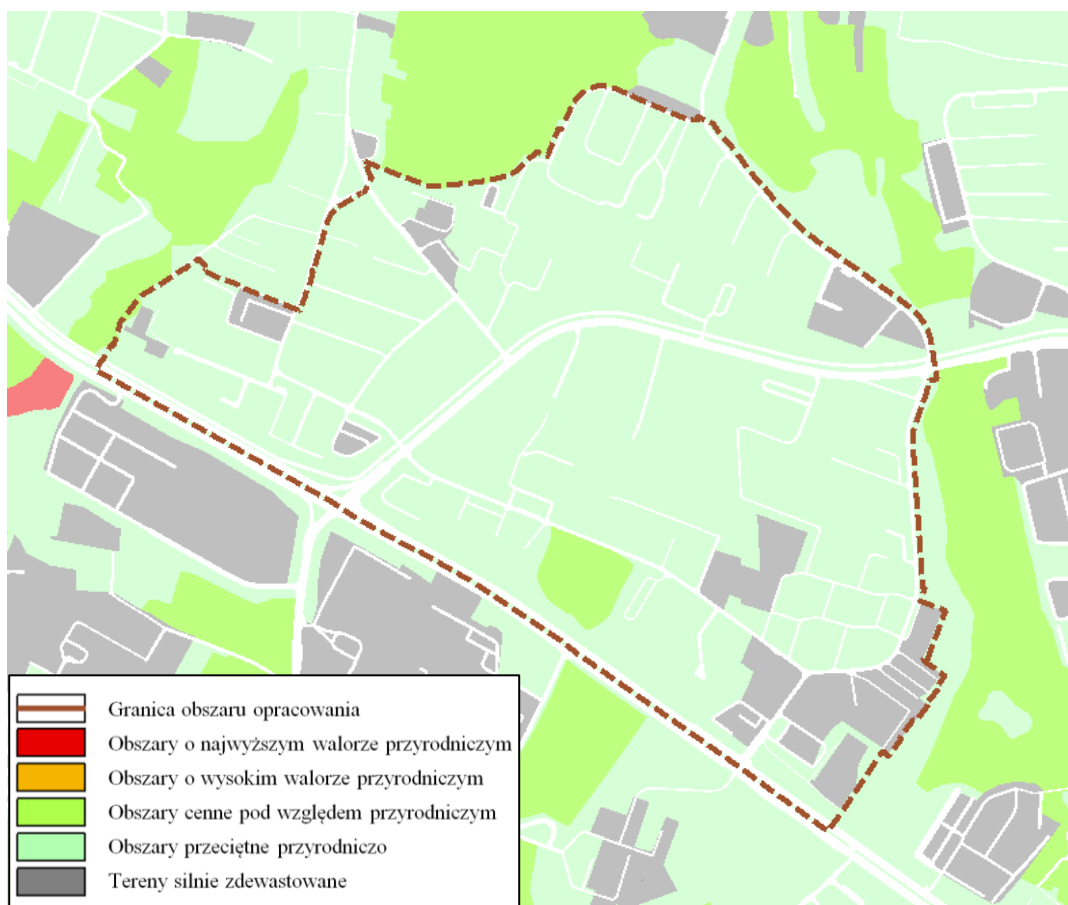 Granica obszaru opracowania
Obszary o najwyższym walorze przyrodniczym
Obszary o wysokim walorze przyrodniczym
Obszary cenne pod względem przyrodniczym
Obszary przeciętne przyrodniczo
Tereny silnie zdewastowane